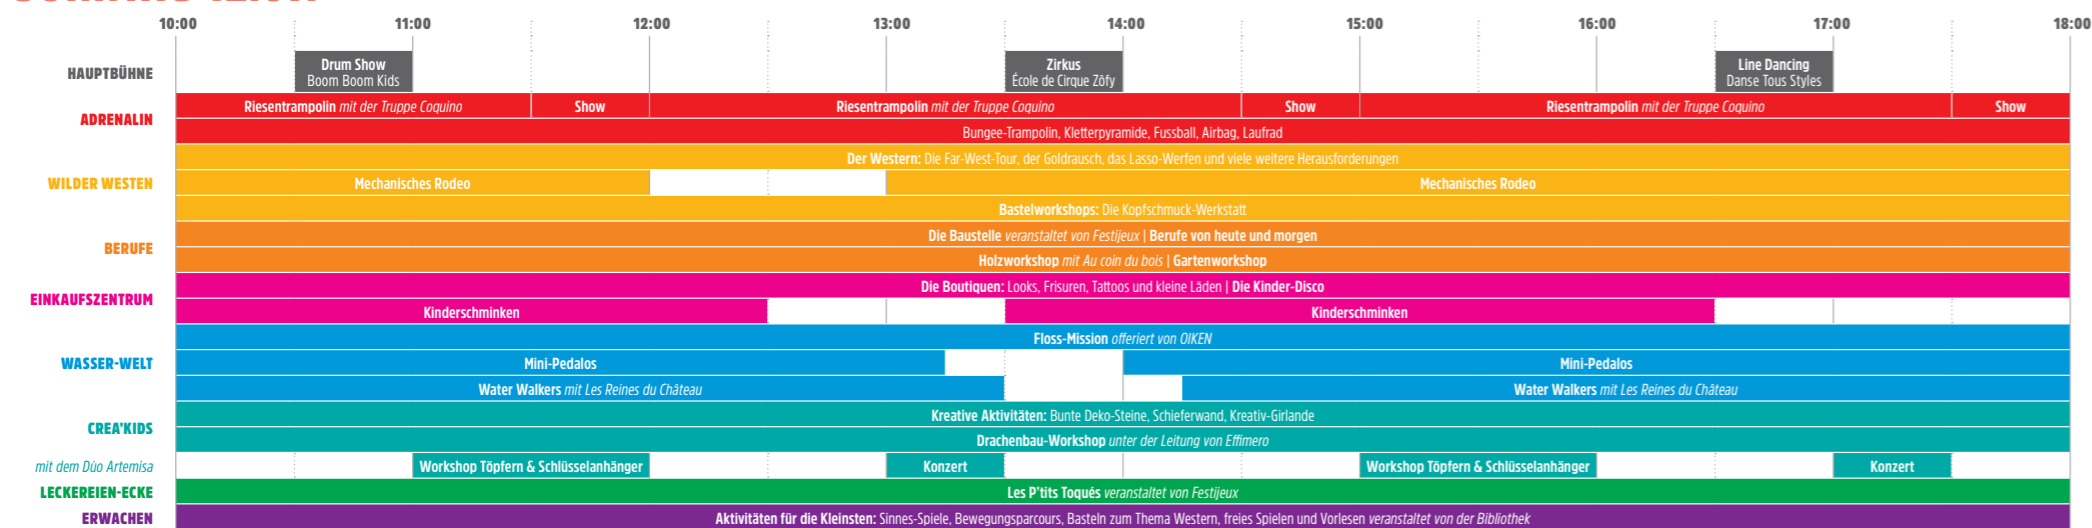 10:00 11:00 12:00 13:00 14:00 15:00 16:00 17:00 18:00
HAUPTBÜHNE
Drum Show
Boom Boom Kids
Zirkus
École de Cirque Zôfy
Line Dancing
Danse Tous Styles
ADRENALIN
Riesentrampolin mit der Truppe Coquino Show Riesentrampolin mit der Truppe Coquino Show Riesentrampolin mit der Truppe Coquino Show
Bungee-Trampolin, Kletterpyramide, Fussball, Airbag, Laufrad
WILDER WESTEN
Der Western: Die Far-West-Tour, der Goldrausch, das Lasso-Werfen und viele weitere Herausforderungen
Mechanisches Rodeo Mechanisches Rodeo
Bastelworkshops: Die Kopfschmuck-Werkstatt
BERUFE
Die Baustelle veranstaltet von Festijeux | Berufe von heute und morgen
Holzworkshop mit Au coin du bois | Gartenworkshop
EINKAUFSZENTRUM
Die Boutiquen: Looks, Frisuren, Tattoos und kleine Läden | Die Kinder-Disco
Kinderschminken Kinderschminken
WASSER-WELT
Floss-Mission offeriert von OIKEN
Mini-Pedalos Mini-Pedalos
Water Walkers mit Les Reines du Château Water Walkers mit Les Reines du Château
CREA'KIDS
Kreative Aktivitäten: Bunte Deko-Steine, Schieferwand, Kreativ-Girlande
Drachenbau-Workshop unter der Leitung von Effimero
mit dem Dùo Artemisa Workshop Töpfern & Schlüsselanhänger Konzert Workshop Töpfern & Schlüsselanhänger Konzert
LECKEREIEN-ECKE Les P'tits Toqués veranstaltet von Festijeux
ERWACHEN Aktivitäten für die Kleinsten: Sinnes-Spiele, Bewegungsparcours, Basteln zum Thema Western, freies Spielen und Vorlesen veranstaltet von der Bibliothek